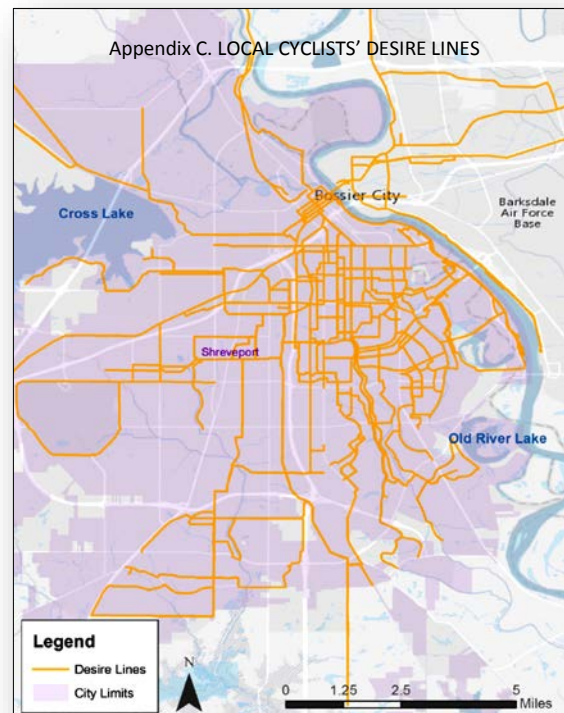 Appendix C. LOCAL CYCLISTS’ DESIRE LINES
Bossier City
Barksdale
Air Force
Base
Cross Lake
Shreveport
Old River Lake
Legend
Desire Lines
City Limits
N
0 1.25 2.5 5
Miles